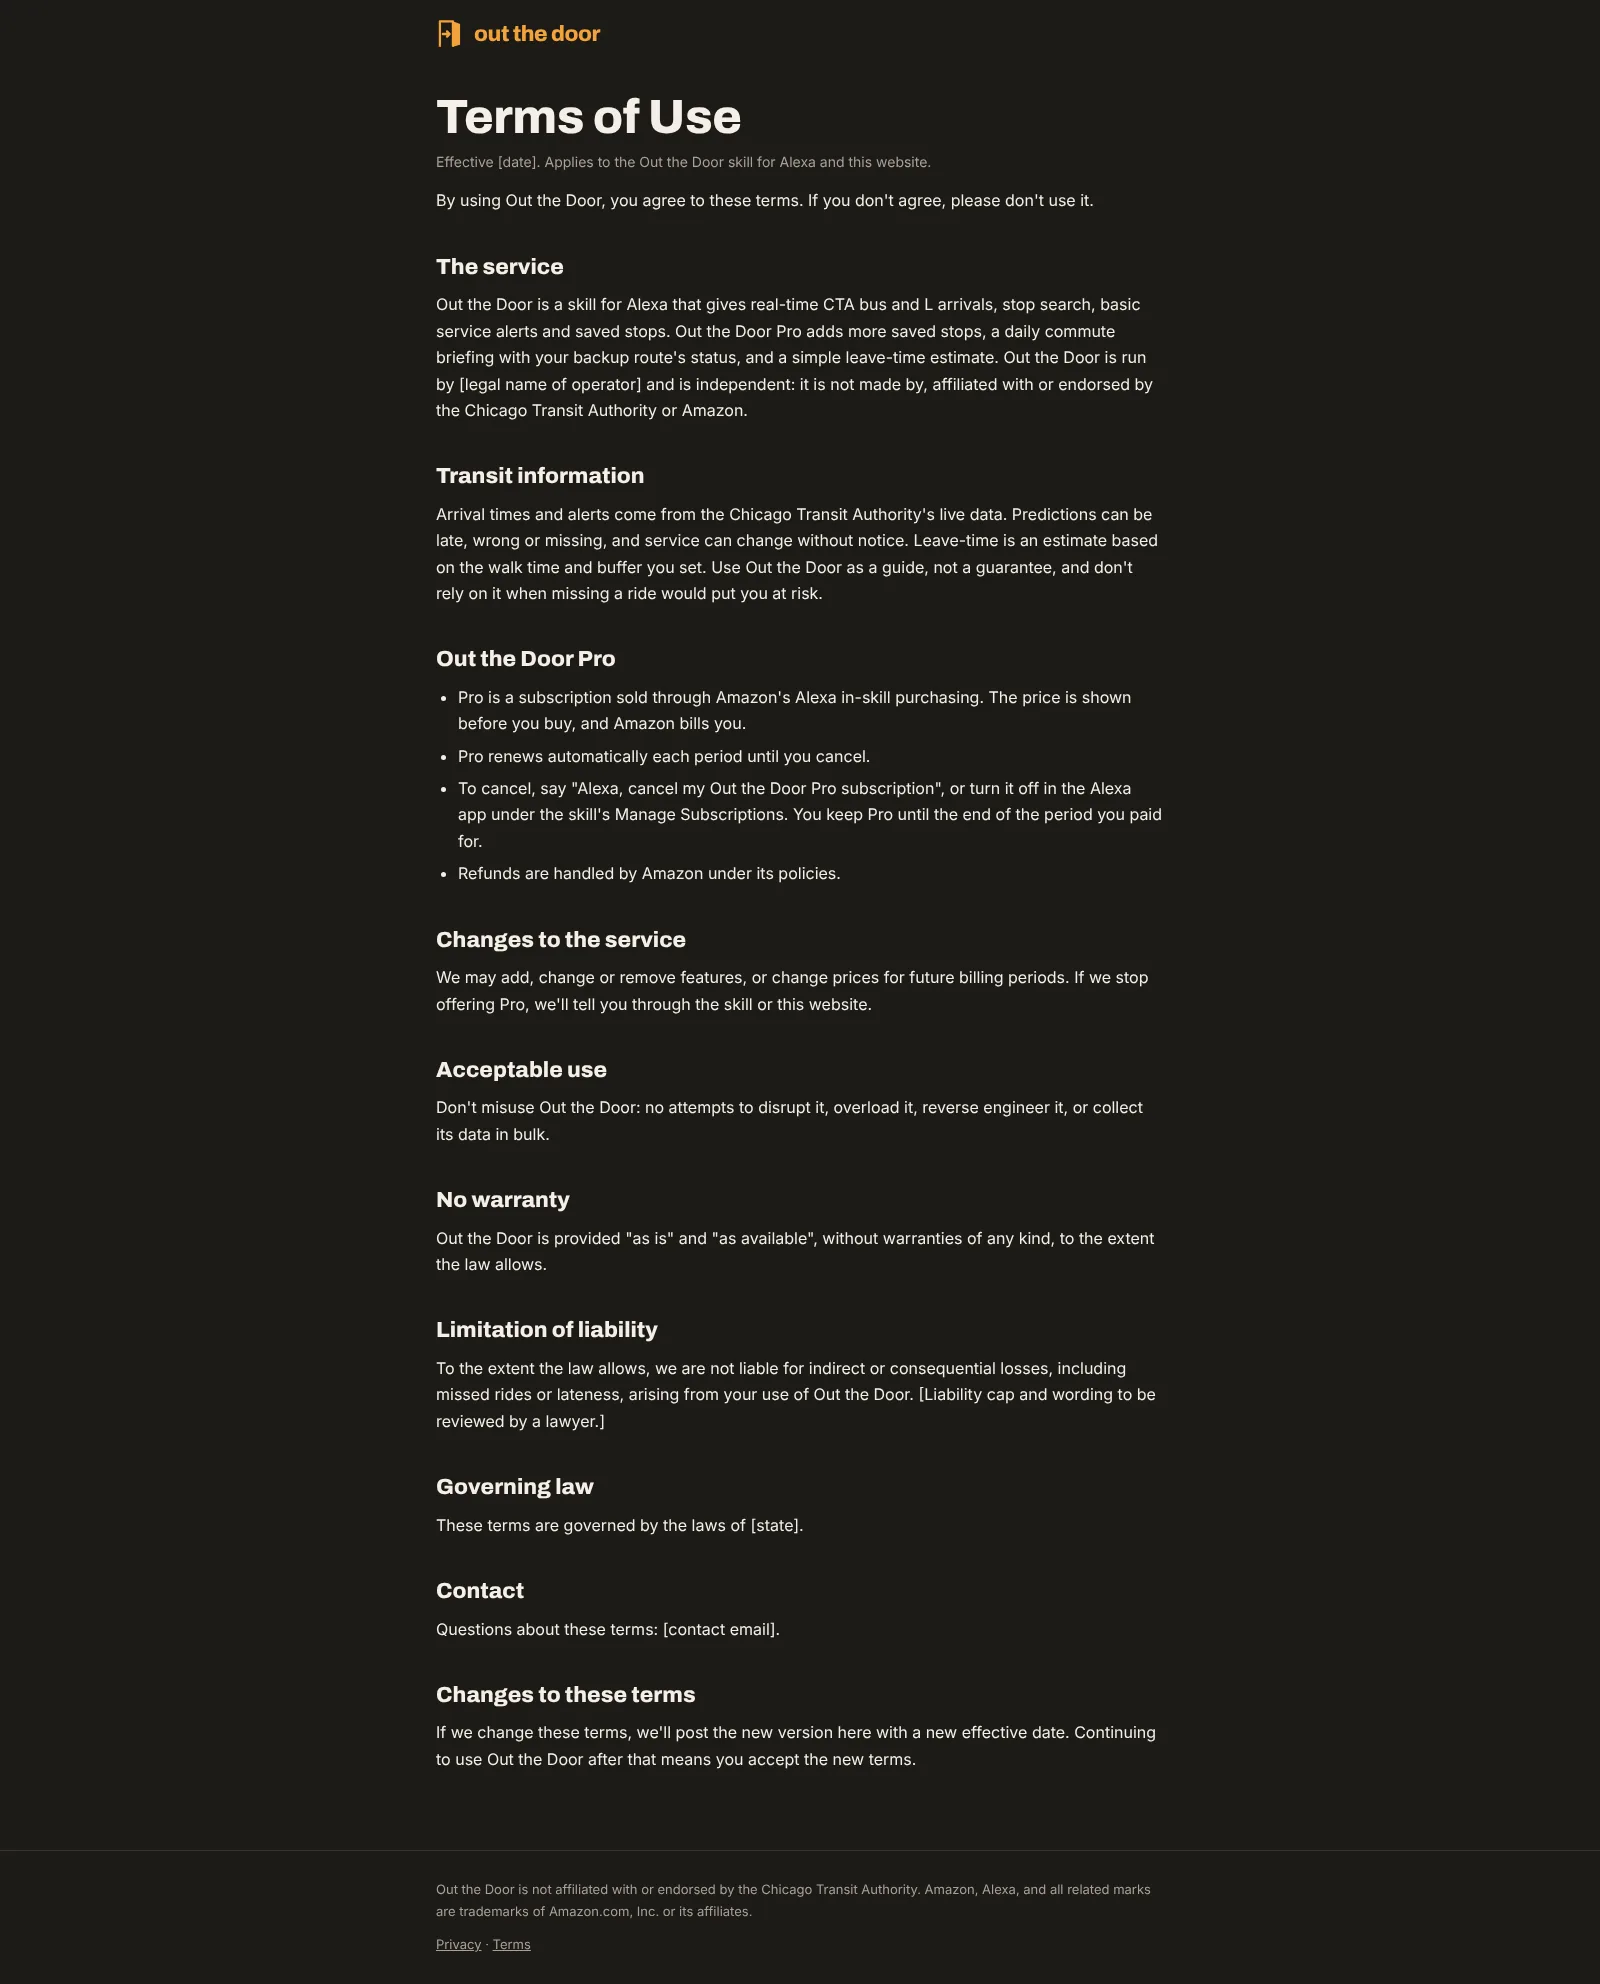 out the door
Terms of Use
Effective [date]. Applies to the Out the Door skill for Alexa and this website.
By using Out the Door, you agree to these terms. If you don't agree, please don't use it.
The service
Out the Door is a skill for Alexa that gives real-time CTA bus and L arrivals, stop search, basic
service alerts and saved stops. Out the Door Pro adds more saved stops, a daily commute
briefing with your backup route's status, and a simple leave-time estimate. Out the Door is run
by [legal name of operator] and is independent: it is not made by, affiliated with or endorsed by
the Chicago Transit Authority or Amazon.
Transit information
Arrival times and alerts come from the Chicago Transit Authority's live data. Predictions can be
late, wrong or missing, and service can change without notice. Leave-time is an estimate based
on the walk time and buffer you set. Use Out the Door as a guide, not a guarantee, and don't
rely on it when missing a ride would put you at risk.
Out the Door Pro
• Pro is a subscription sold through Amazon's Alexa in-skill purchasing. The price is shown
before you buy, and Amazon bills you.
• Pro renews automatically each period until you cancel.
• To cancel, say "Alexa, cancel my Out the Door Pro subscription", or turn it off in the Alexa
app under the skill's Manage Subscriptions. You keep Pro until the end of the period you paid
for.
• Refunds are handled by Amazon under its policies.
Changes to the service
We may add, change or remove features, or change prices for future billing periods. If we stop
offering Pro, we'll tell you through the skill or this website.
Acceptable use
Don't misuse Out the Door: no attempts to disrupt it, overload it, reverse engineer it, or collect
its data in bulk.
No warranty
Out the Door is provided "as is" and "as available", without warranties of any kind, to the extent
the law allows.
Limitation of liability
To the extent the law allows, we are not liable for indirect or consequential losses, including
missed rides or lateness, arising from your use of Out the Door. [Liability cap and wording to be
reviewed by a lawyer.]
Governing law
These terms are governed by the laws of [state].
Contact
Questions about these terms: [contact email].
Changes to these terms
If we change these terms, we'll post the new version here with a new effective date. Continuing
to use Out the Door after that means you accept the new terms.
Out the Door is not affiliated with or endorsed by the Chicago Transit Authority. Amazon, Alexa, and all related marks
are trademarks of Amazon.com, Inc. or its affiliates.
Privacy · Terms